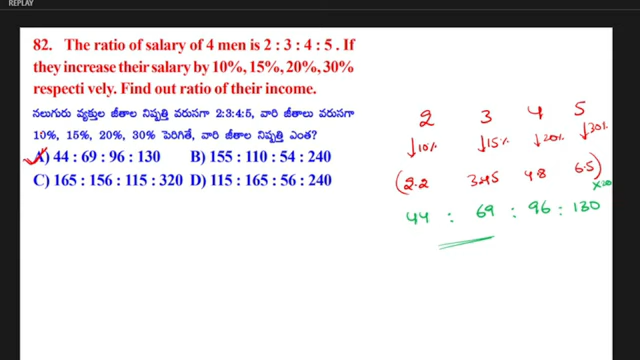 REPLAY
82. The ratio of salary of 4 men is 2 : 3 : 4 : 5 . If
they increase their salary by 10%, 15%, 20%, 30%
respecti vely. Find out ratio of their income.
నలుగురు వ్యక్తుల జీతాల నిష్పత్తి వరుసగా 2:3:4:5, వారి జీతాలు వరుసగా
10%, 15%, 20%, 30% పెరిగితే, వారి జీతాల నిష్పత్తి ఎంత?
A) 44 : 69 : 96 : 130 B) 155 : 110 : 54 : 240
C) 165 : 156 : 115 : 320 D) 115 : 165 : 56 : 240
2 3 4 5
↓10% ↓15% ↓20% ↓30%
(2.2 3.45 4.8 6.5)
×20
44 : 69 : 96 : 130